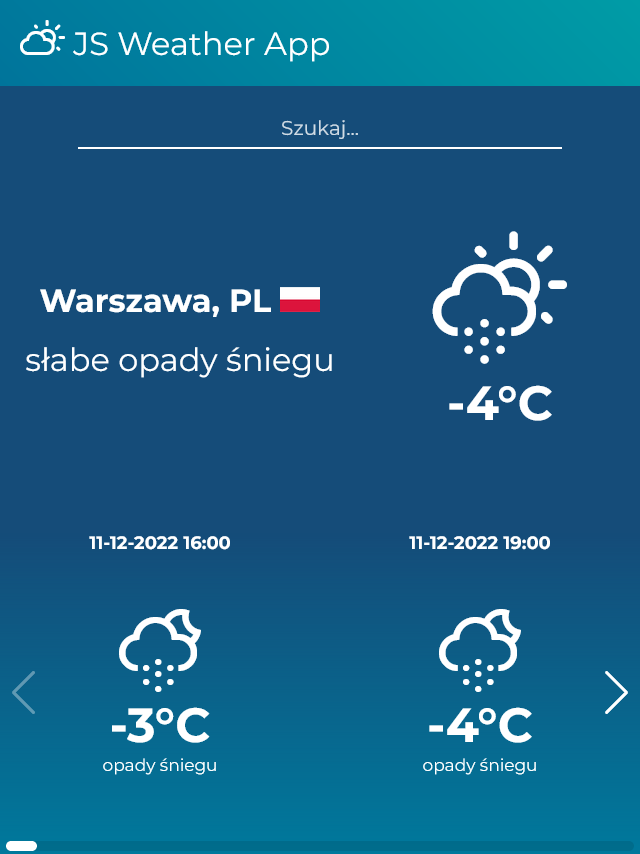 JS Weather App
Szukaj...
Warszawa, PL
słabe opady śniegu
-4°C
11-12-2022 16:00
11-12-2022 19:00
-3°C
-4°C
opady śniegu
opady śniegu